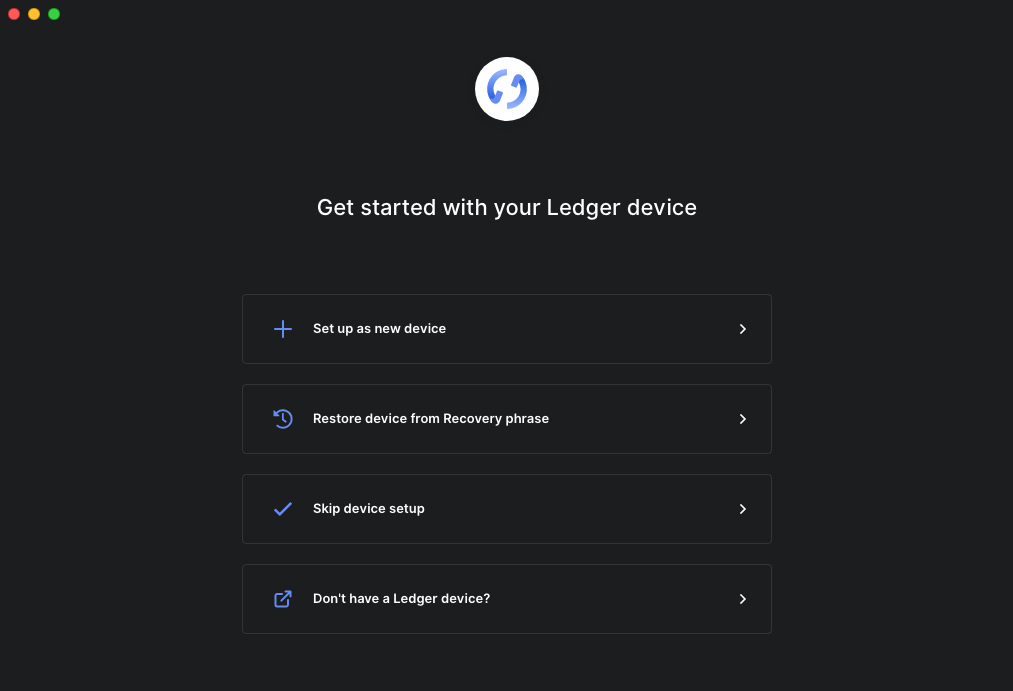 Get started with your Ledger device
Set up as new device
Restore device from Recovery phrase
Skip device setup
Don't have a Ledger device?